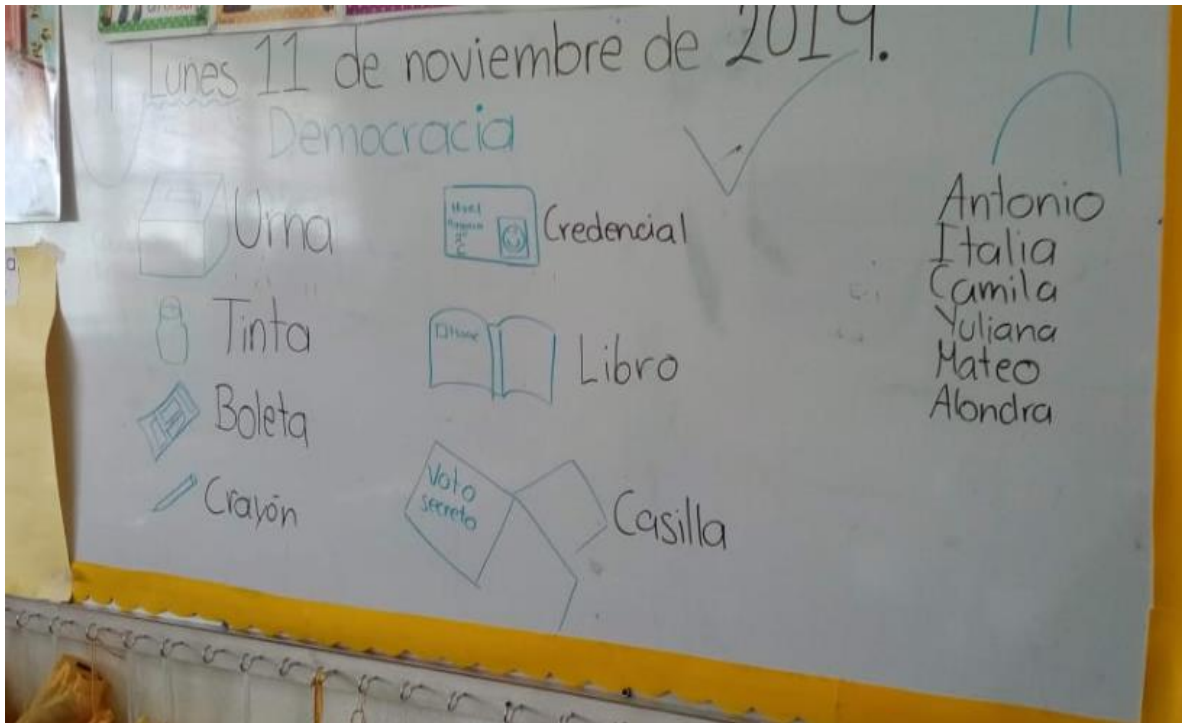 Lunes 11 de noviembre de 2019.
Democracia
Urna
Tinta
Boleta
Crayón
Credencial
Libro
Voto
secreto
Casilla
Antonio
Italia
Camila
Yuliana
Mateo
Alondra